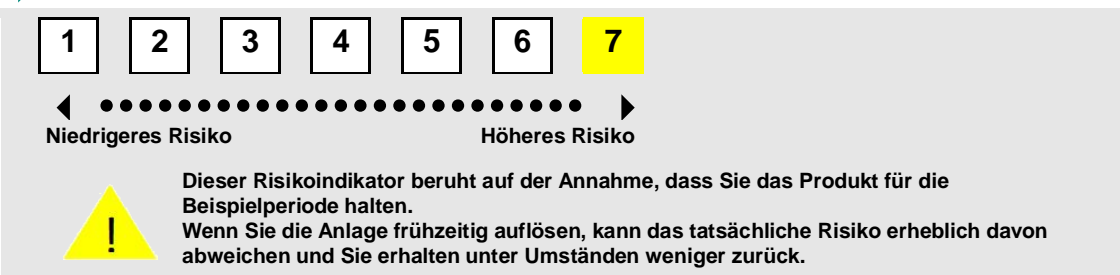 1 2 3 4 5 6 7
Niedrigeres Risiko Höheres Risiko
Dieser Risikoindikator beruht auf der Annahme, dass Sie das Produkt für die
Beispielperiode halten.
! Wenn Sie die Anlage frühzeitig auflösen, kann das tatsächliche Risiko erheblich davon
abweichen und Sie erhalten unter Umständen weniger zurück.